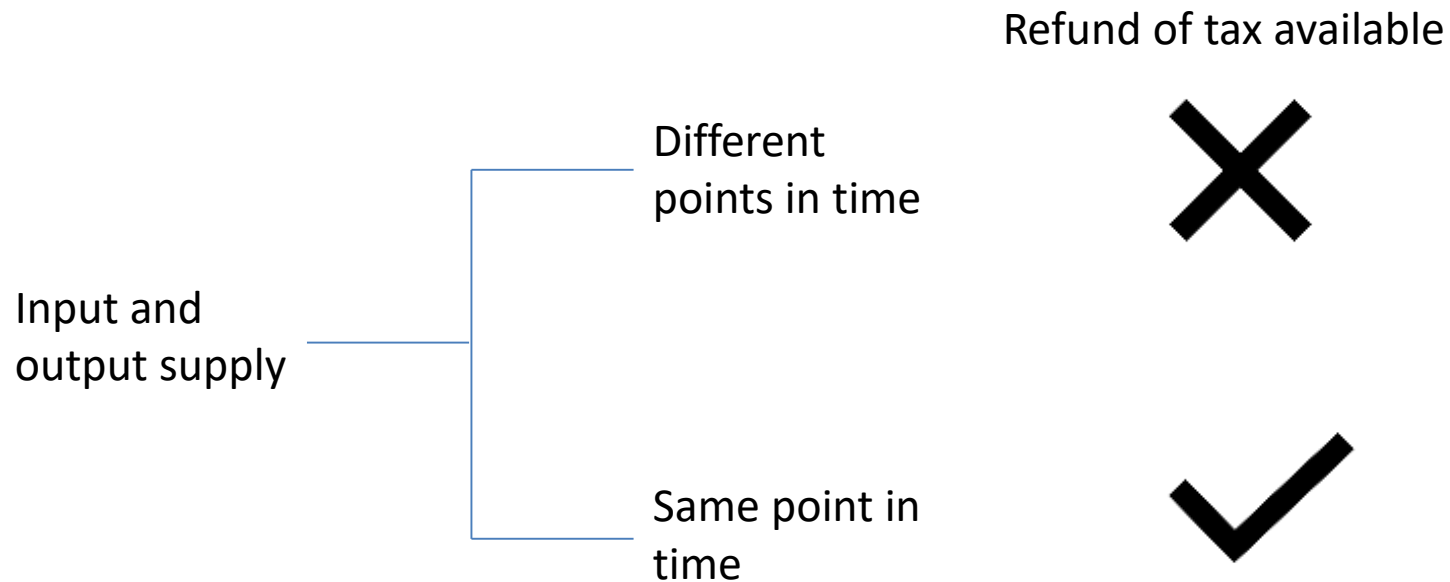 Refund of tax available
Different
points in time
Input and
output supply
Same point in
time